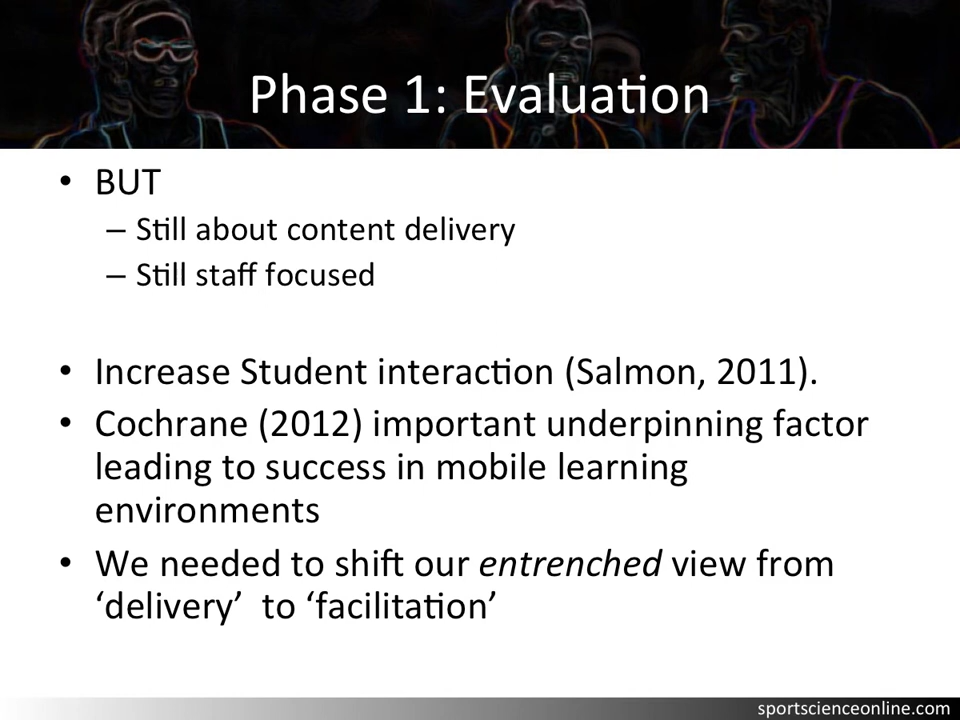 Phase 1: Evaluation
• BUT
– Still about content delivery
– Still staff focused
• Increase Student interaction (Salmon, 2011).
• Cochrane (2012) important underpinning factor
leading to success in mobile learning
environments
• We needed to shift our entrenched view from
‘delivery’ to ‘facilitation’
sportscienceonline.com